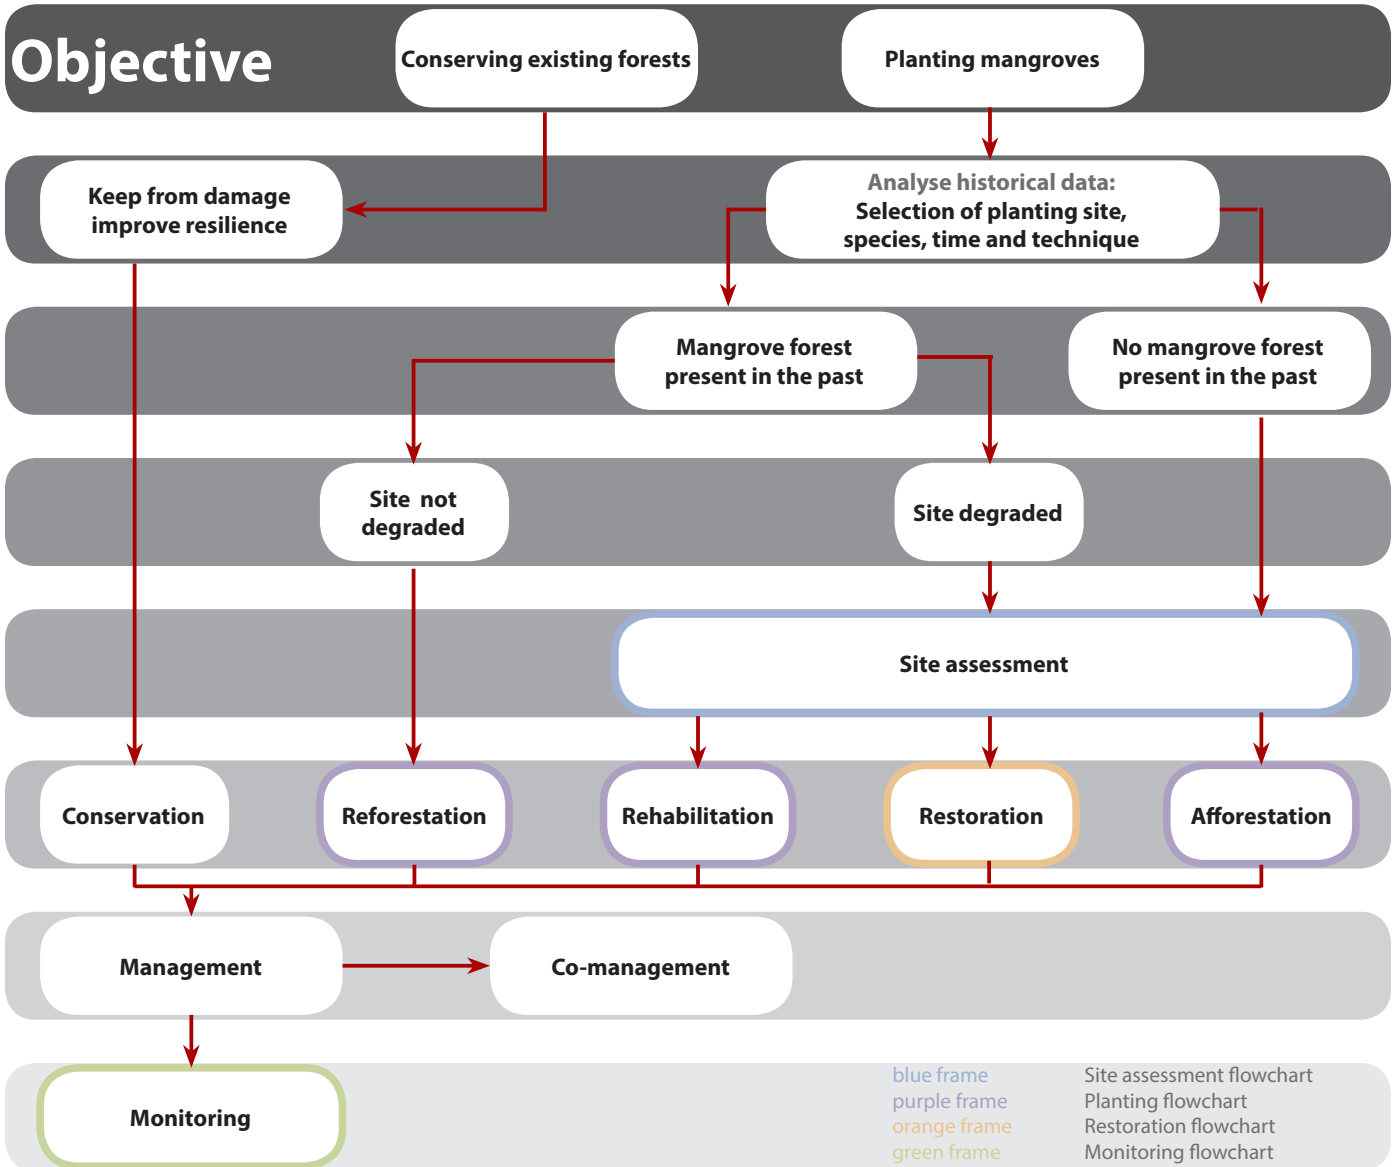 Objective
Conserving existing forests
Planting mangroves
Keep from damage
improve resilience
Analyse historical data:
Selection of planting site,
species, time and technique
Mangrove forest
present in the past
No mangrove forest
present in the past
Site not
degraded
Site degraded
Site assessment
Conservation
Reforestation
Rehabilitation
Restoration
Afforestation
Management
Co-management
Monitoring
blue frame Site assessment flowchart
purple frame Planting flowchart
orange frame Restoration flowchart
green frame Monitoring flowchart